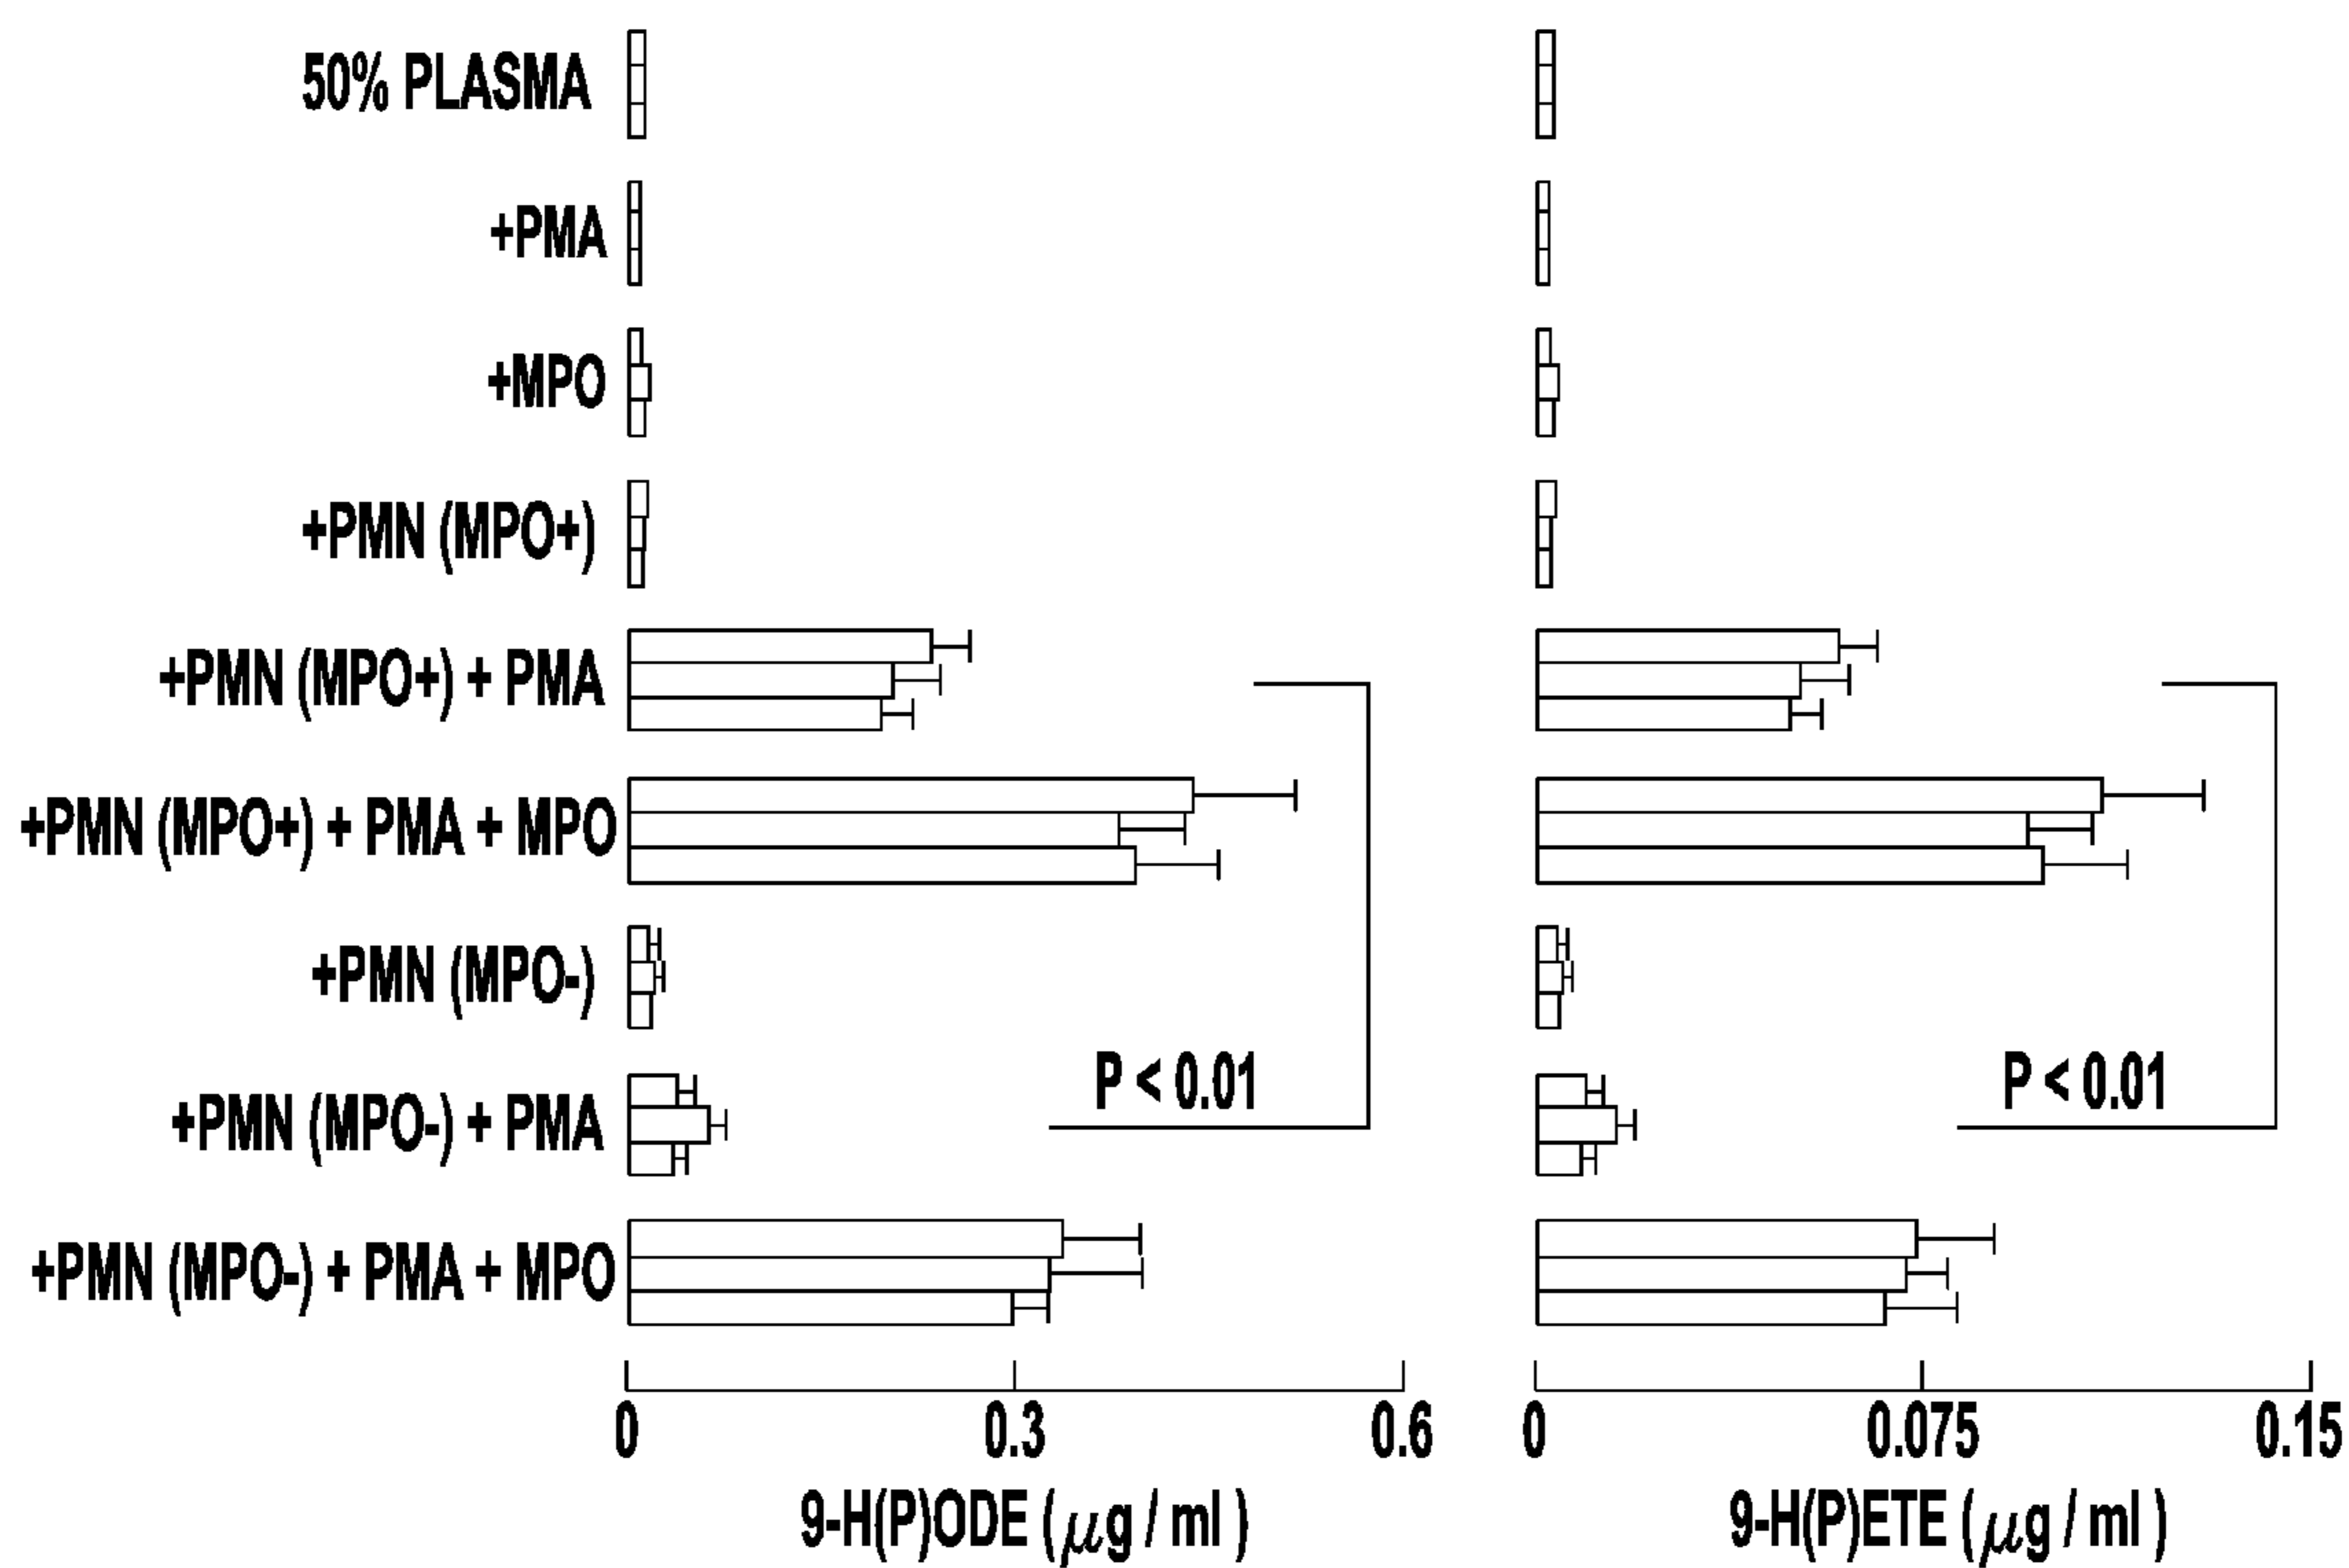 50% PLASMA
+PMA
+MPO
+PMN (MPO+)
+PMN (MPO+) + PMA
+PMN (MPO+) + PMA + MPO
+PMN (MPO-)
+PMN (MPO-) + PMA
+PMN (MPO-) + PMA + MPO
P < 0.01
P < 0.01
0 0.3 0.6
0 0.075 0.15
9-H(P)ODE (μg / ml )
9-H(P)ETE (μg / ml )